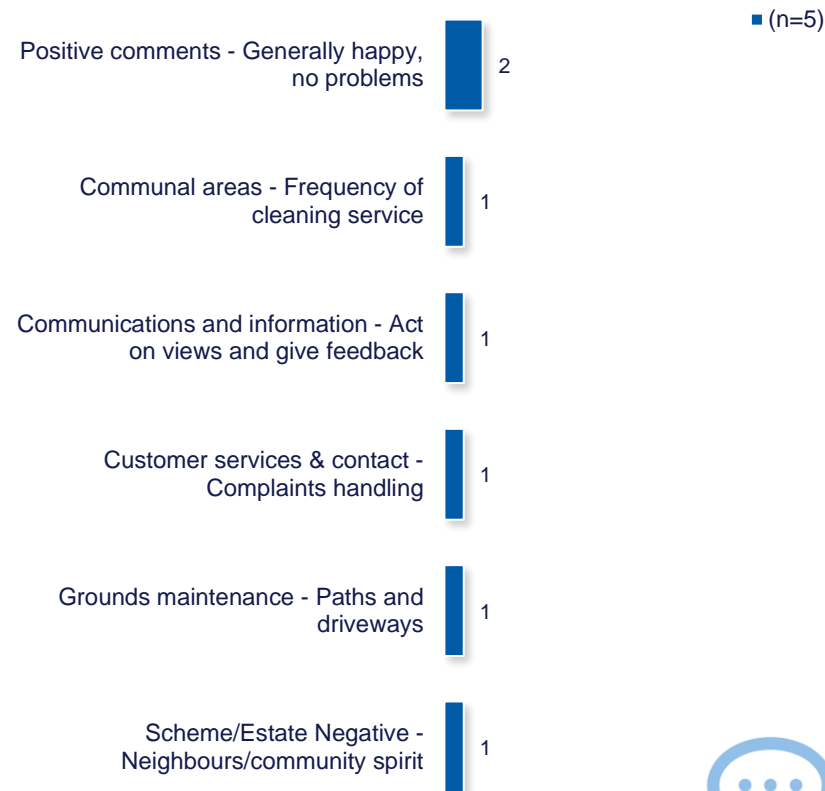 (n=5)
Positive comments - Generally happy,
no problems
2
Communal areas - Frequency of
cleaning service
1
Communications and information - Act
on views and give feedback
1
Customer services & contact -
Complaints handling
1
Grounds maintenance - Paths and
driveways
1
Scheme/Estate Negative -
Neighbours/community spirit
1